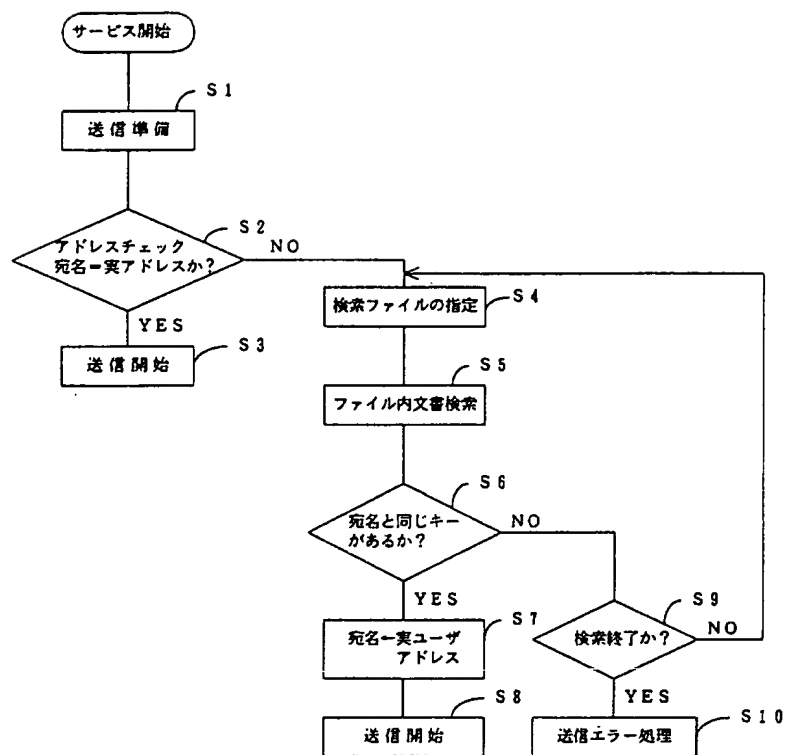 サービス開始
S1
送信準備
S2
アドレスチェック
宛名=実アドレスか?
NO
YES
S3
送信開始
検索ファイルの指定
S4
S5
ファイル内文書検索
S6
宛名と同じキー
があるか?
NO
YES
S7
宛名←実ユーザ
アドレス
S8
送信開始
S9
検索終了か?
NO
YES
S10
送信エラー処理